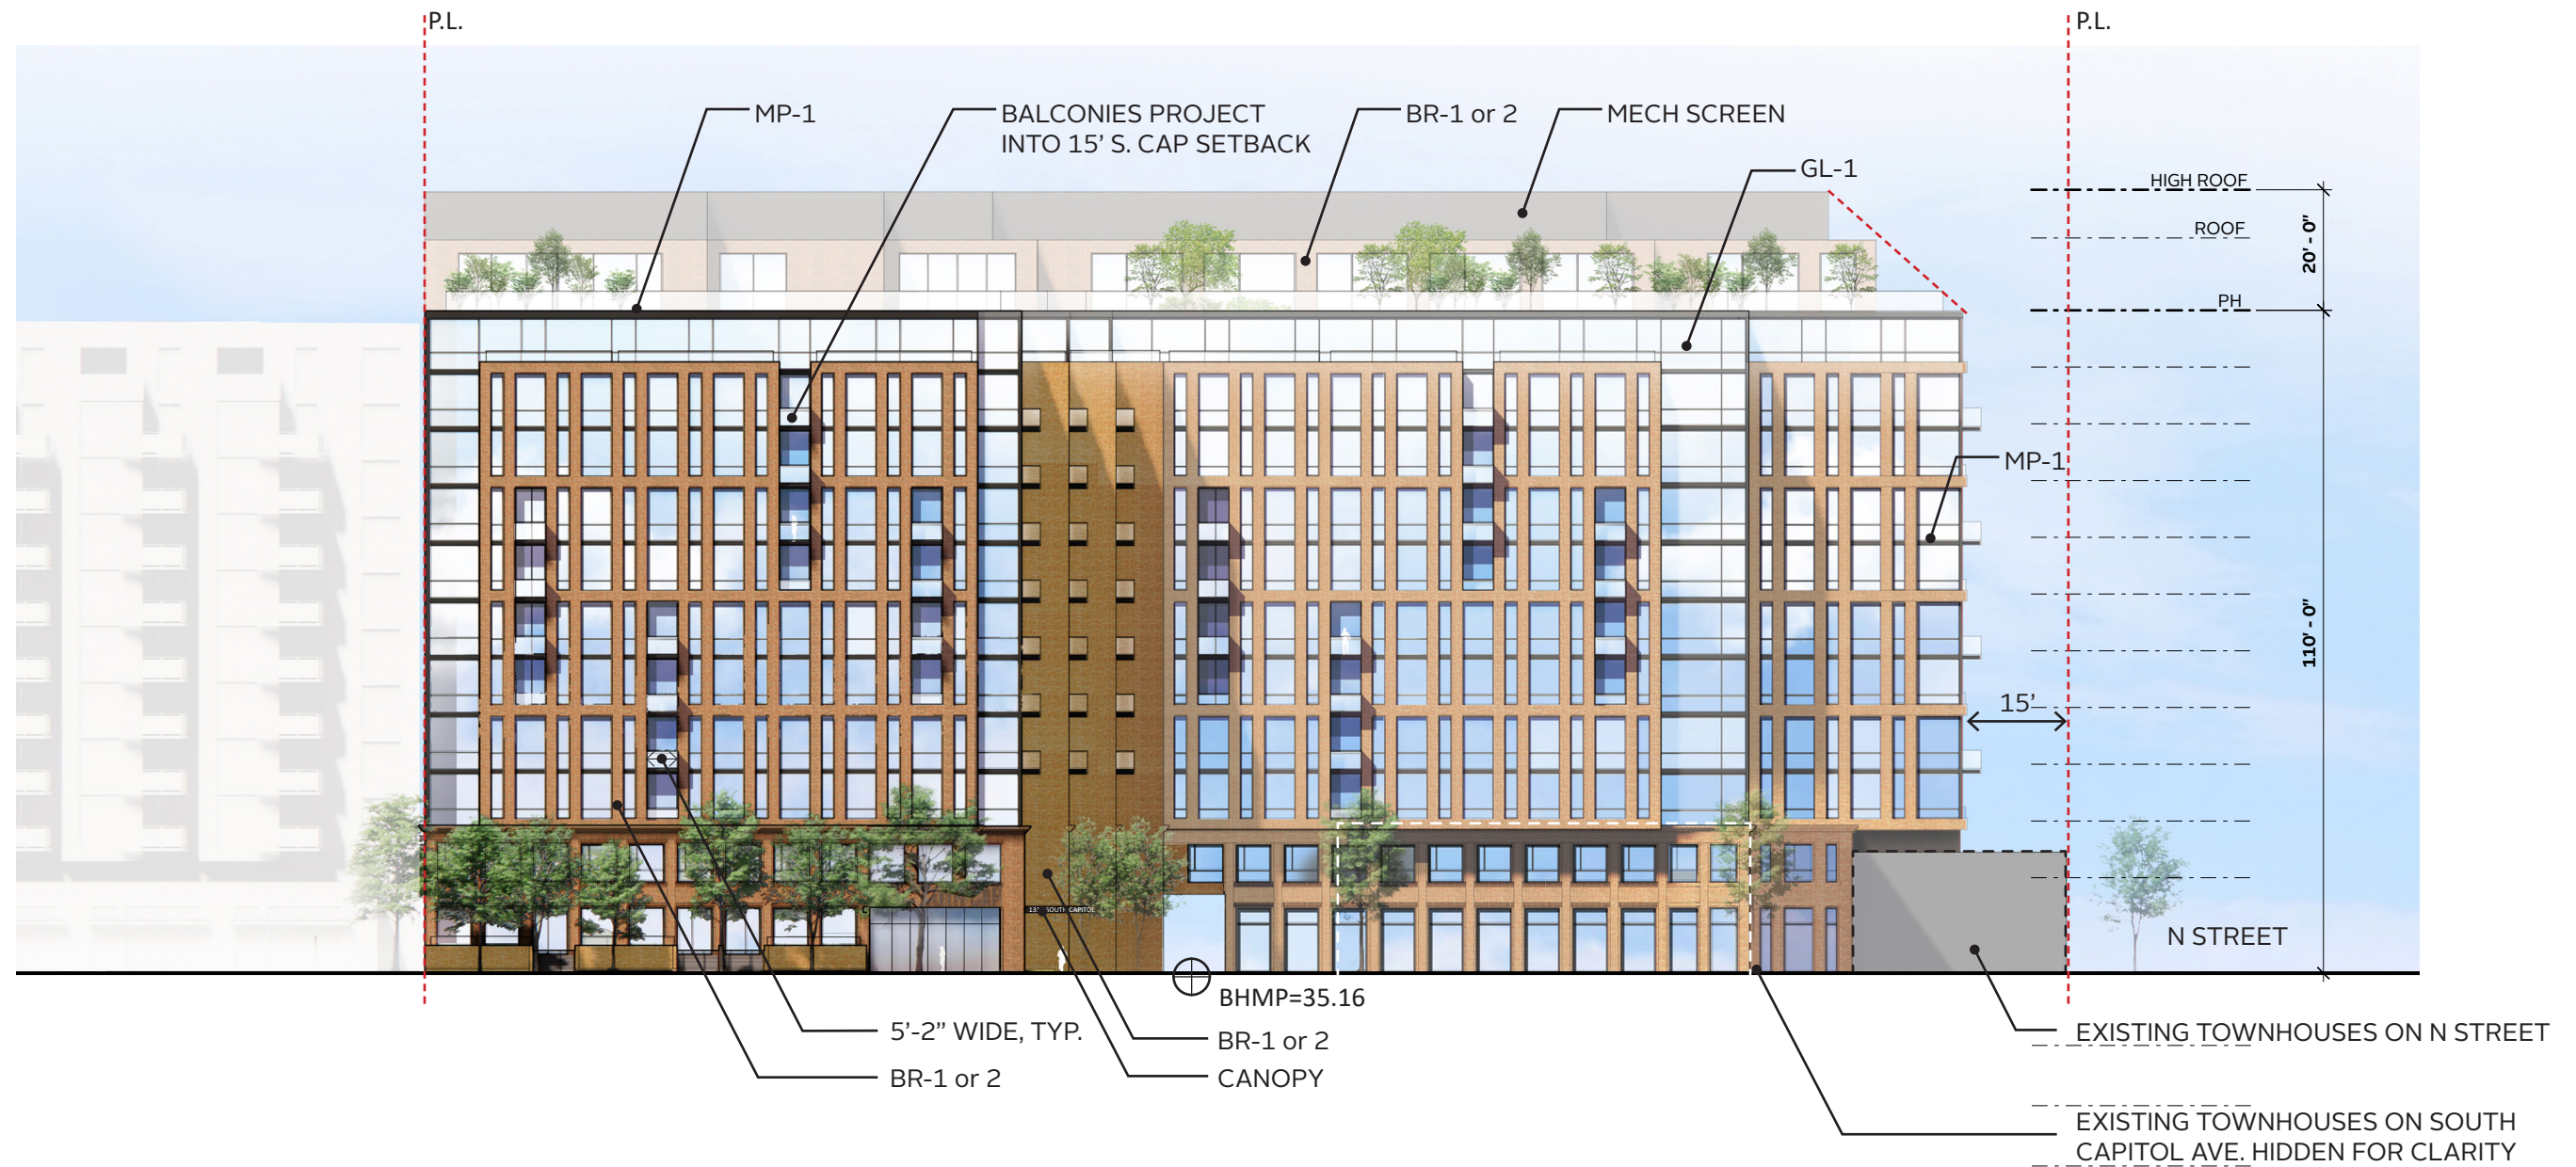 P.L.
P.L.
MP-1
BALCONIES PROJECT
INTO 15' S. CAP SETBACK
BR-1 or 2
MECH SCREEN
GL-1
HIGH ROOF
ROOF
20' - 0"
PH
MP-1
110' - 0"
15'
SOUTH CAPITOL
N STREET
BHMP=35.16
5'-2" WIDE, TYP.
BR-1 or 2
BR-1 or 2
CANOPY
EXISTING TOWNHOUSES ON N STREET
EXISTING TOWNHOUSES ON SOUTH
CAPITOL AVE. HIDDEN FOR CLARITY